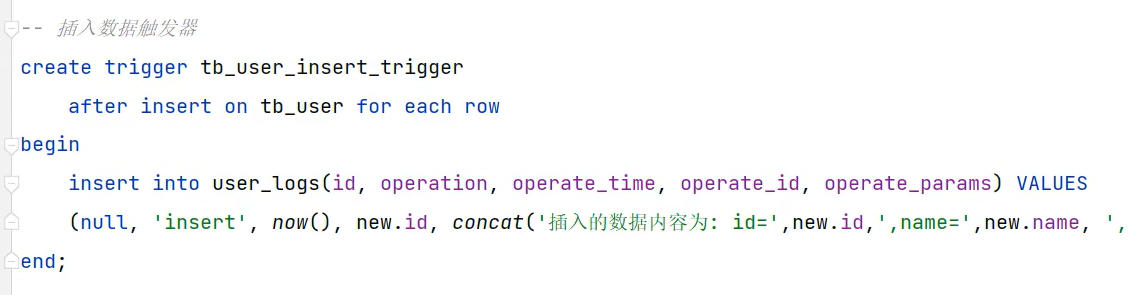 -- 插入数据触发器
create trigger tb_user_insert_trigger
after insert on tb_user for each row
begin
insert into user_logs(id, operation, operate_time, operate_id, operate_params) VALUES
(null, 'insert', now(), new.id, concat('插入的数据内容为: id=',new.id,',name=',new.name, ',
end;